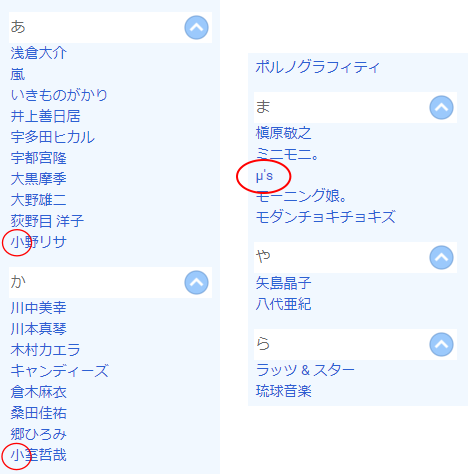 あ
浅倉大介
嵐
いきものがかり
井上善日居
宇多田ヒカル
宇都宮隆
大黒摩季
大野雄二
荻野目 洋子
小野リサ
か
川中美幸
川本真琴
木村カエラ
キャンディーズ
倉木麻衣
桑田佳祐
郷ひろみ
小室哲哉
ポルノグラフィティ
ま
槇原敬之
ミニモニ。
μ's
モーニング娘。
モダンチョキチョキズ
や
矢島晶子
八代亜紀
ら
ラッツ & スター
琉球音楽